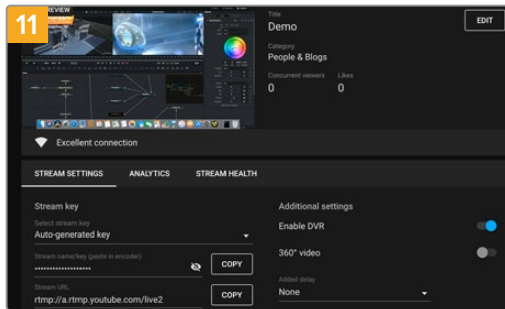 11
PREVIEW
Title
Demo
EDIT
Category
People & Blogs
Concurrent viewers Likes
0 0
Excellent connection
STREAM SETTINGS ANALYTICS STREAM HEALTH
Stream key
Additional settings
Select stream key
Auto-generated key
Enable DVR
360° video
Stream name/key (paste in encoder)
•••••••••••••••••••
COPY
Added delay
None
Stream URL
rtmp://a.rtmp.youtube.com/live2
COPY